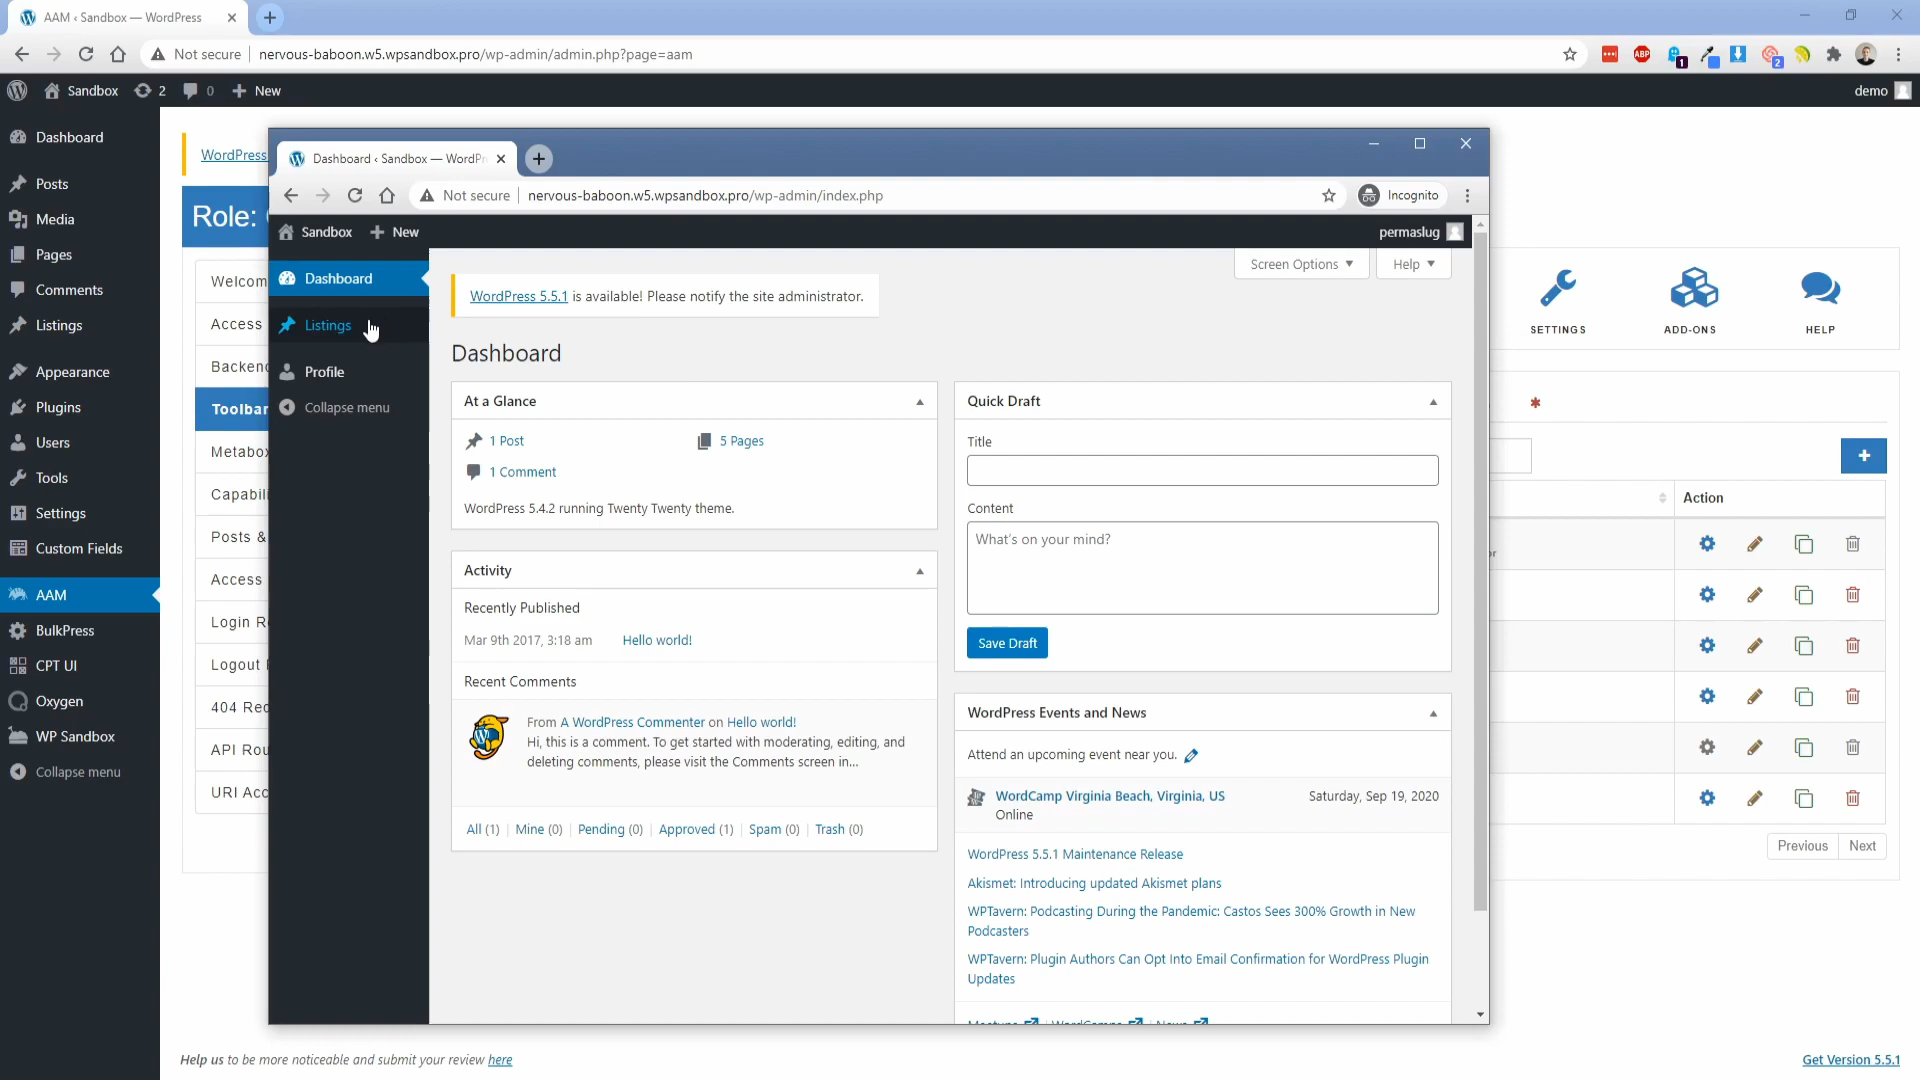 AAM ‹ Sandbox — WordPress
Not secure
nervous-baboon.w5.wpsandbox.pro/wp-admin/admin.php?page=aam
ABP
1
2
Sandbox
2
0
New
demo
Dashboard
Posts
Media
Pages
Comments
Listings
Appearance
Plugins
Users
Tools
Settings
Custom Fields
AAM
BulkPress
CPT UI
Oxygen
WP Sandbox
Collapse menu
WordPress
Role:
Welcom
Access
Backend
Toolbar
Metabox
Capabili
Posts &
Access
Login Re
Logout
404 Rec
API Rou
URI Acc
Dashboard ‹ Sandbox — WordPr
Not secure
nervous-baboon.w5.wpsandbox.pro/wp-admin/index.php
Incognito
Sandbox
New
permaslug
Dashboard
Listings
Profile
Collapse menu
Screen Options
Help
WordPress 5.5.1 is available! Please notify the site administrator.
Dashboard
At a Glance
1 Post
5 Pages
1 Comment
WordPress 5.4.2 running Twenty Twenty theme.
Activity
Recently Published
Mar 9th 2017, 3:18 am
Hello world!
Recent Comments
From A WordPress Commenter on Hello world!
Hi, this is a comment. To get started with moderating, editing, and
deleting comments, please visit the Comments screen in...
All (1) | Mine (0) | Pending (0) | Approved (1) | Spam (0) | Trash (0)
Quick Draft
Title
Content
What's on your mind?
Save Draft
WordPress Events and News
Attend an upcoming event near you.
WordCamp Virginia Beach, Virginia, US
Saturday, Sep 19, 2020
Online
WordPress 5.5.1 Maintenance Release
Akismet: Introducing updated Akismet plans
WPTavern: Podcasting During the Pandemic: Castos Sees 300% Growth in New
Podcasters
WPTavern: Plugin Authors Can Opt Into Email Confirmation for WordPress Plugin
Updates
SETTINGS
ADD-ONS
HELP
Action
Previous
Next
Help us to be more noticeable and submit your review here
Get Version 5.5.1